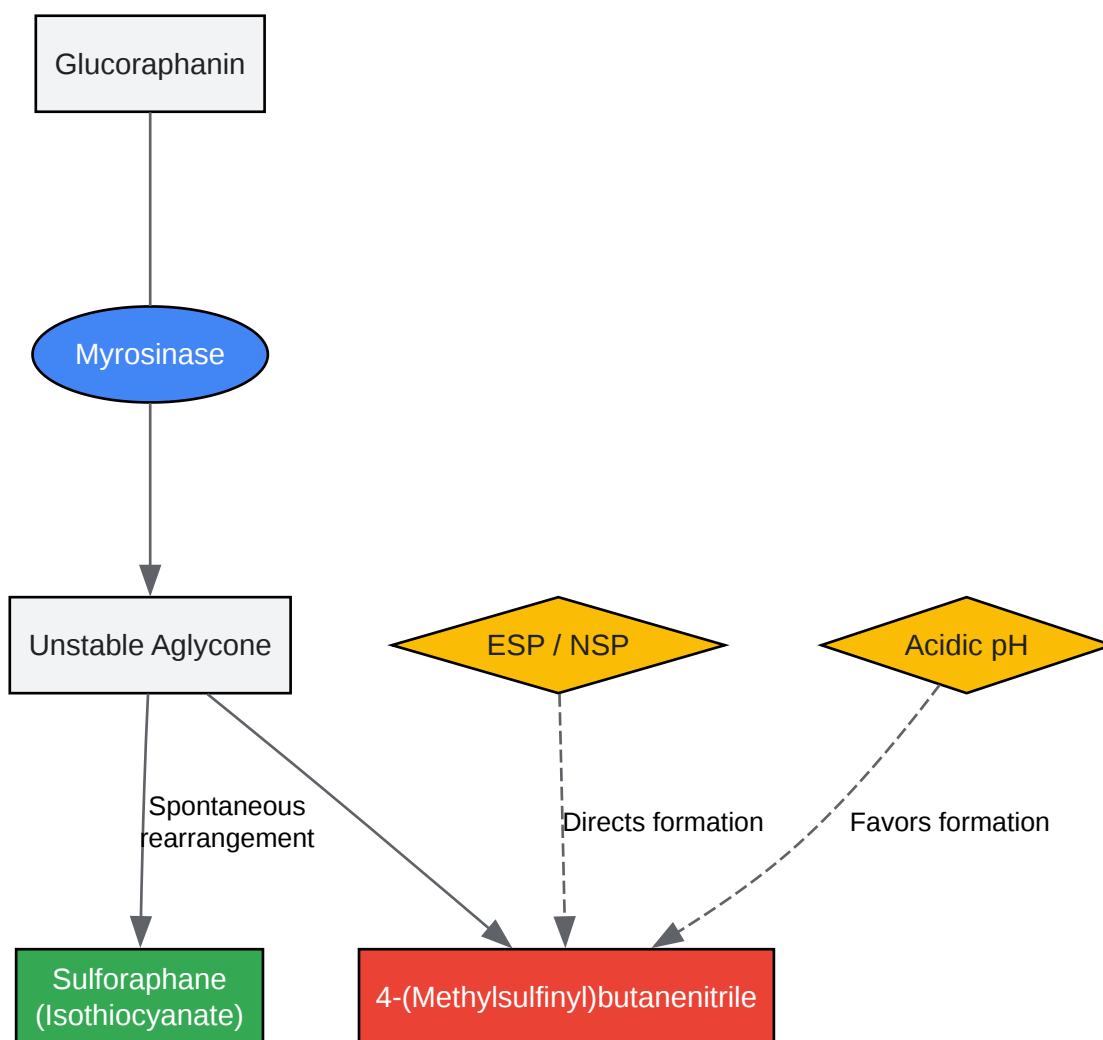 Glucoraphanin
Myrosinase
Unstable Aglycone
ESP / NSP
Acidic pH
Spontaneous
rearrangement
Directs formation
Favors formation
Sulforaphane
(Isothiocyanate)
4-(Methylsulfinyl)butanenitrile